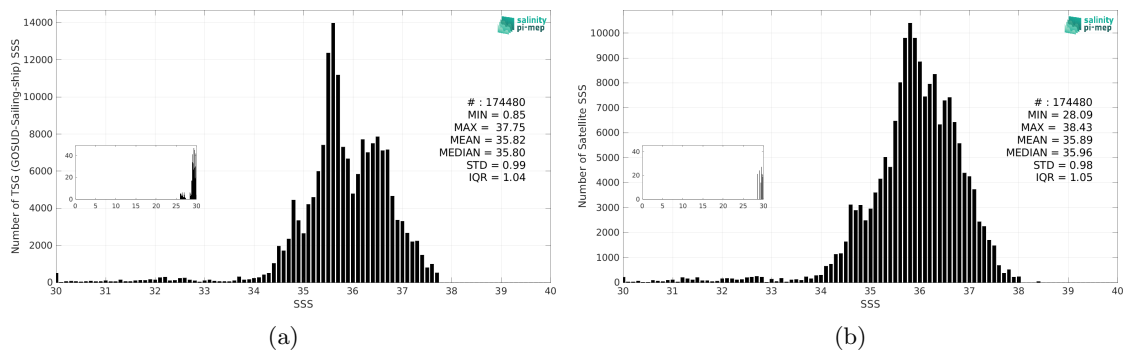 salinity
pi-mep
14000
12000
10000
8000
6000
4000
2000
0
Number of TSG (GOSUD-Sailing-ship) SSS
# : 174480
MIN = 0.85
MAX = 37.75
MEAN = 35.82
MEDIAN = 35.80
STD = 0.99
IQR = 1.04
40
20
0
0 5 10 15 20 25 30
30 31 32 33 34 35 36 37 38 39 40
SSS
(a)
salinity
pi-mep
10000
9000
8000
7000
6000
5000
4000
3000
2000
1000
0
Number of Satellite SSS
# : 174480
MIN = 28.09
MAX = 38.43
MEAN = 35.89
MEDIAN = 35.96
STD = 0.98
IQR = 1.05
40
20
0
0 5 10 15 20 25 30
30 31 32 33 34 35 36 37 38 39 40
SSS
(b)